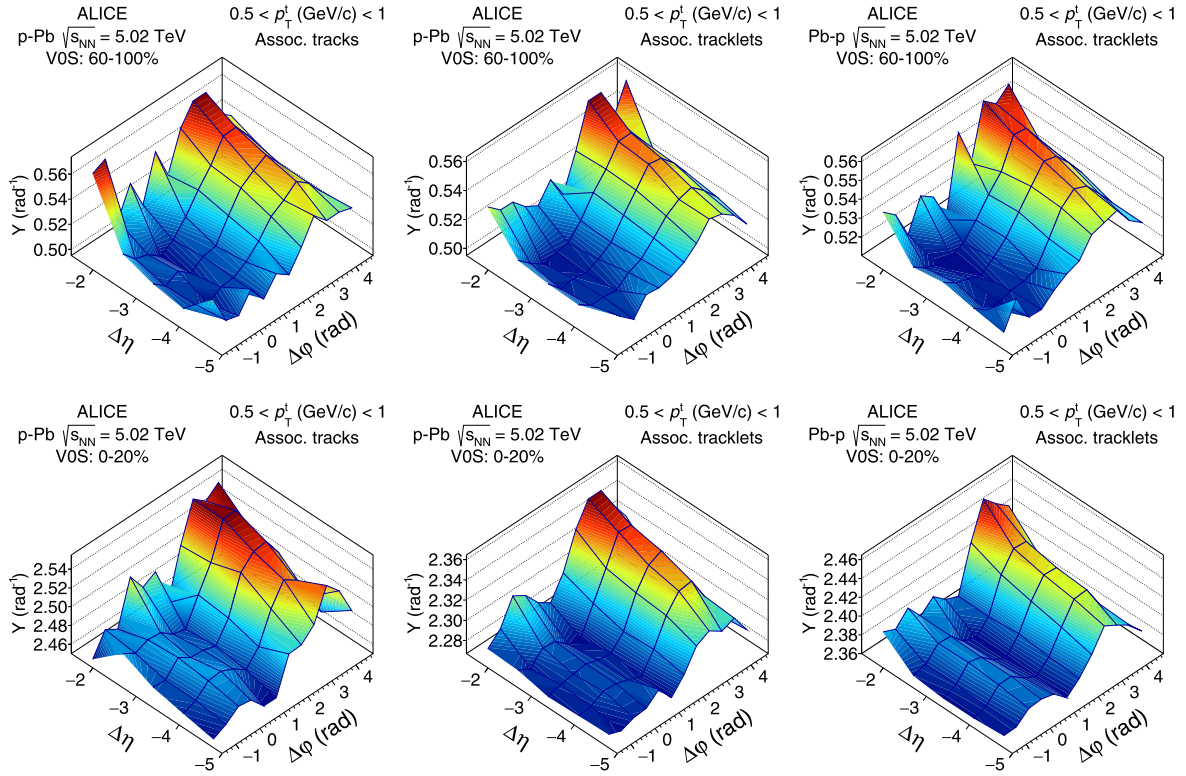 ALICE
0.5 < p_T^t (GeV/c) < 1
p-Pb √s_NN = 5.02 TeV
Assoc. tracks
V0S: 60-100%
0.56
0.54
0.52
0.50
Y (rad⁻¹)
−2
−3
−4
−5
Δη
−1
0
1
2
3
4
Δφ (rad)
ALICE
0.5 < p_T^t (GeV/c) < 1
p-Pb √s_NN = 5.02 TeV
Assoc. tracklets
V0S: 60-100%
0.56
0.54
0.52
0.50
Y (rad⁻¹)
−2
−3
−4
−5
Δη
−1
0
1
2
3
4
Δφ (rad)
ALICE
0.5 < p_T^t (GeV/c) < 1
Pb-p √s_NN = 5.02 TeV
Assoc. tracklets
V0S: 60-100%
0.56
0.55
0.54
0.53
0.52
Y (rad⁻¹)
−2
−3
−4
−5
Δη
−1
0
1
2
3
4
Δφ (rad)
ALICE
0.5 < p_T^t (GeV/c) < 1
p-Pb √s_NN = 5.02 TeV
Assoc. tracks
V0S: 0-20%
2.54
2.52
2.50
2.48
2.46
Y (rad⁻¹)
−2
−3
−4
−5
Δη
−1
0
1
2
3
4
Δφ (rad)
ALICE
0.5 < p_T^t (GeV/c) < 1
p-Pb √s_NN = 5.02 TeV
Assoc. tracklets
V0S: 0-20%
2.36
2.34
2.32
2.30
2.28
Y (rad⁻¹)
−2
−3
−4
−5
Δη
−1
0
1
2
3
4
Δφ (rad)
ALICE
0.5 < p_T^t (GeV/c) < 1
Pb-p √s_NN = 5.02 TeV
Assoc. tracklets
V0S: 0-20%
2.46
2.44
2.42
2.40
2.38
2.36
Y (rad⁻¹)
−2
−3
−4
−5
Δη
−1
0
1
2
3
4
Δφ (rad)